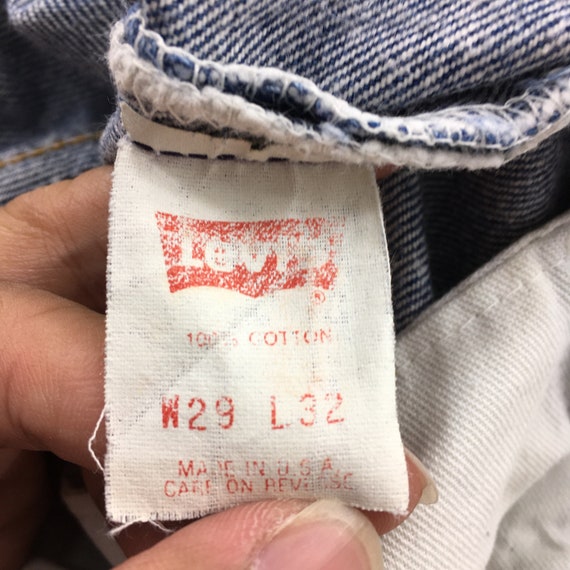 Levi's
®
100% COTTON
W29 L32
MADE IN U.S.A.
CARE ON REVERSE